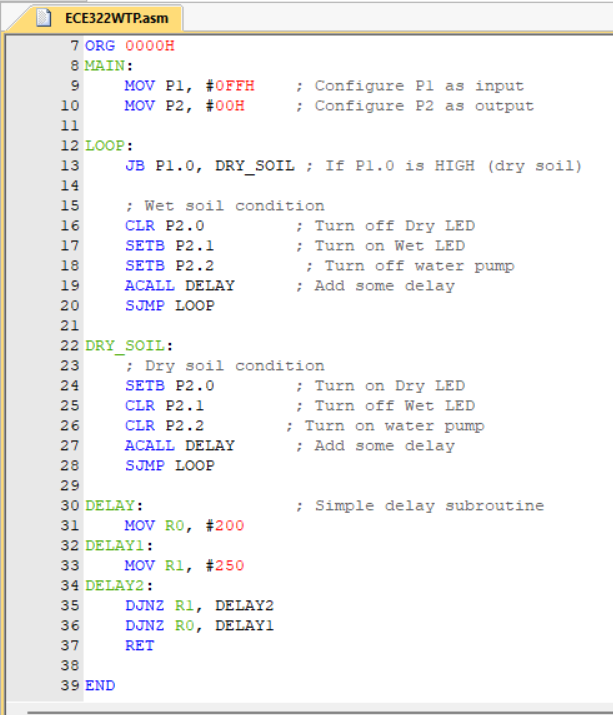 ECE322WTP.asm
7 ORG 0000H
8 MAIN:
9     MOV P1, #0FFH    ; Configure P1 as input
10     MOV P2, #00H     ; Configure P2 as output
11
12 LOOP:
13     JB P1.0, DRY_SOIL ; If P1.0 is HIGH (dry soil)
14
15     ; Wet soil condition
16     CLR P2.0         ; Turn off Dry LED
17     SETB P2.1        ; Turn on Wet LED
18     SETB P2.2         ; Turn off water pump
19     ACALL DELAY      ; Add some delay
20     SJMP LOOP
21
22 DRY_SOIL:
23     ; Dry soil condition
24     SETB P2.0        ; Turn on Dry LED
25     CLR P2.1         ; Turn off Wet LED
26     CLR P2.2        ; Turn on water pump
27     ACALL DELAY      ; Add some delay
28     SJMP LOOP
29
30 DELAY:               ; Simple delay subroutine
31     MOV R0, #200
32 DELAY1:
33     MOV R1, #250
34 DELAY2:
35     DJNZ R1, DELAY2
36     DJNZ R0, DELAY1
37     RET
38
39 END